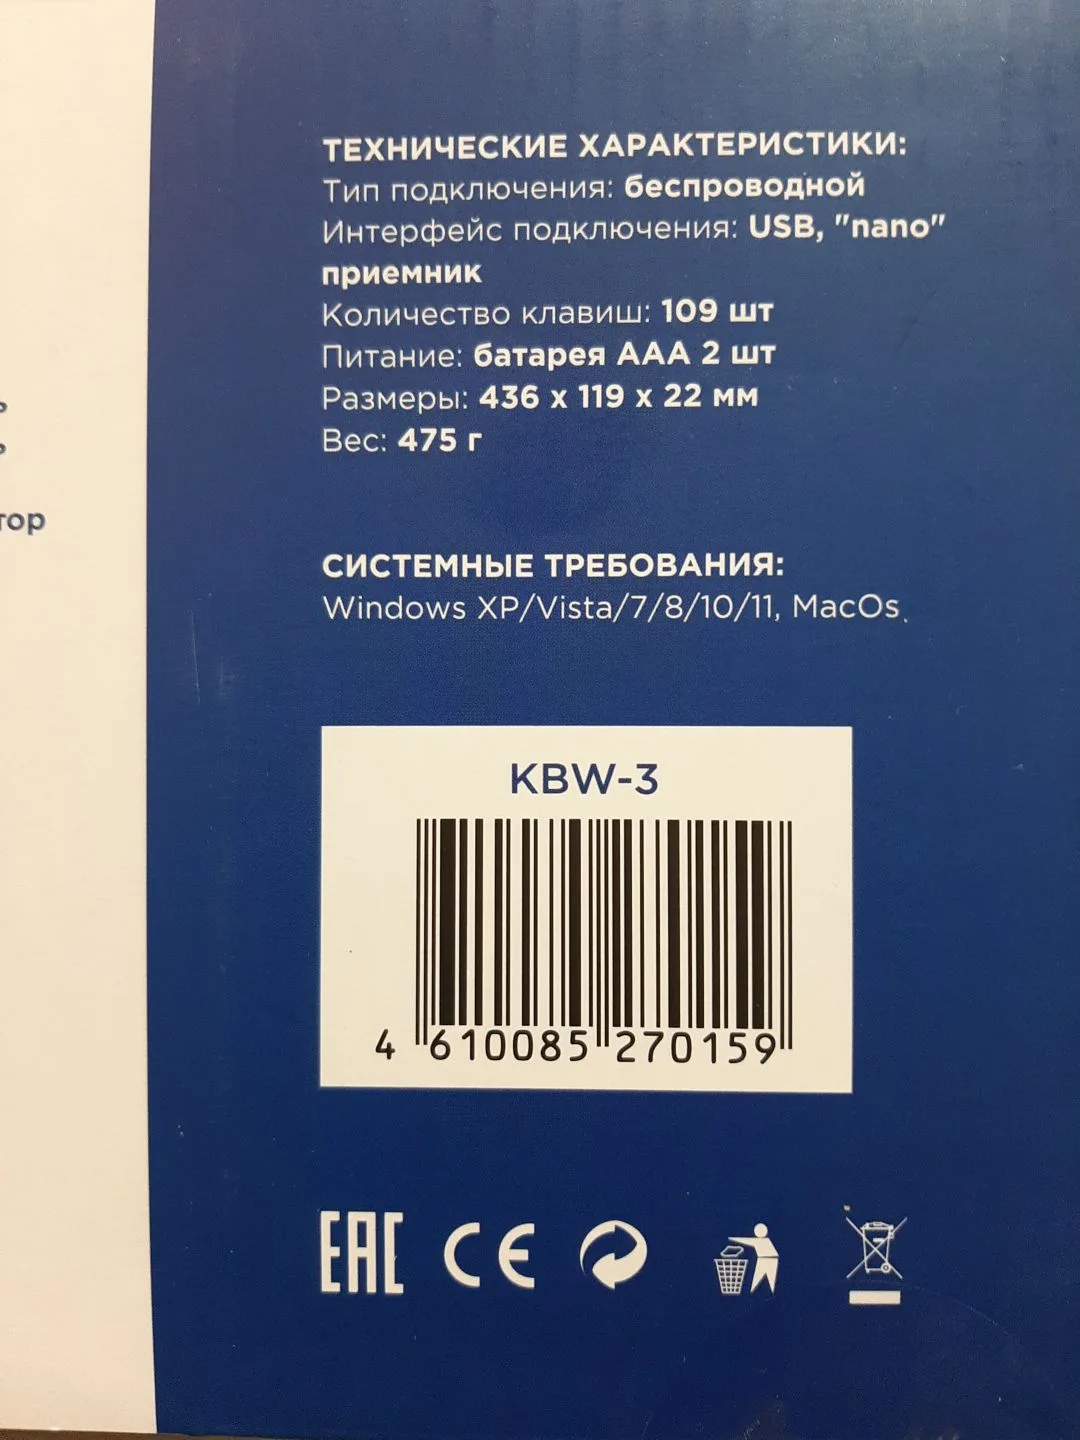 ТЕХНИЧЕСКИЕ ХАРАКТЕРИСТИКИ:
Тип подключения: беспроводной
Интерфейс подключения: USB, "nano"
приемник
Количество клавиш: 109 шт
Питание: батарея ААА 2 шт
Размеры: 436 x 119 x 22 мм
Вес: 475 г
СИСТЕМНЫЕ ТРЕБОВАНИЯ:
Windows XP/Vista/7/8/10/11, MacOs.
KBW-3
4 610085 270159
EAC CE